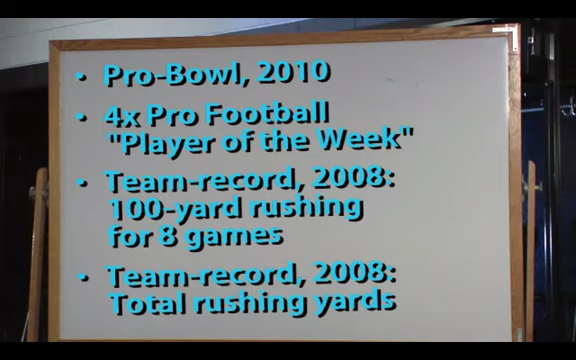 • Pro-Bowl, 2010
• 4x Pro Football
"Player of the Week"
• Team-record, 2008:
100-yard rushing
for 8 games
• Team-record, 2008:
Total rushing yards